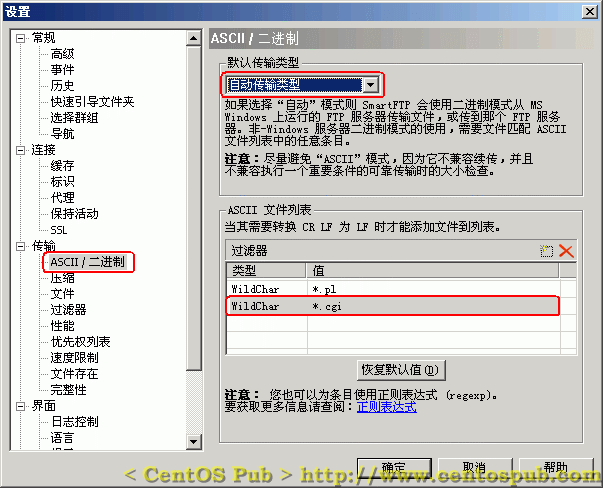 设置
常规
高级
事件
历史
快速引导文件夹
选择群组
导航
连接
缓存
标识
代理
保持活动
SSL
传输
ASCII / 二进制
压缩
文件
过滤器
性能
优先权列表
速度限制
文件存在
完整性
界面
日志控制
语言
ASCII / 二进制
默认传输类型
自动传输类型
如果选择“自动”模式则 SmartFTP 会使用二进制模式从 MS
Windows 上运行的 FTP 服务器传输文件，或传到那个 FTP 服务
器。非-Windows 服务器二进制模式的使用，需要文件匹配 ASCII
文件列表中的任意条目。
注意：尽量避免“ASCII”模式，因为它不兼容续传，并且
不兼容执行一个重要条件的可靠传输时的大小检查。
ASCII 文件列表
当其需要转换 CR LF 为 LF 时才能添加文件到列表。
过滤器
类型 值
WildChar *.pl
WildChar *.cgi
恢复默认值(D)
注意： 您也可以为条目使用正则表达式 (regexp)。
要获取更多信息请查阅：正则表达式
确定 取消 帮助
< CentOS Pub > http://www.centospub.com